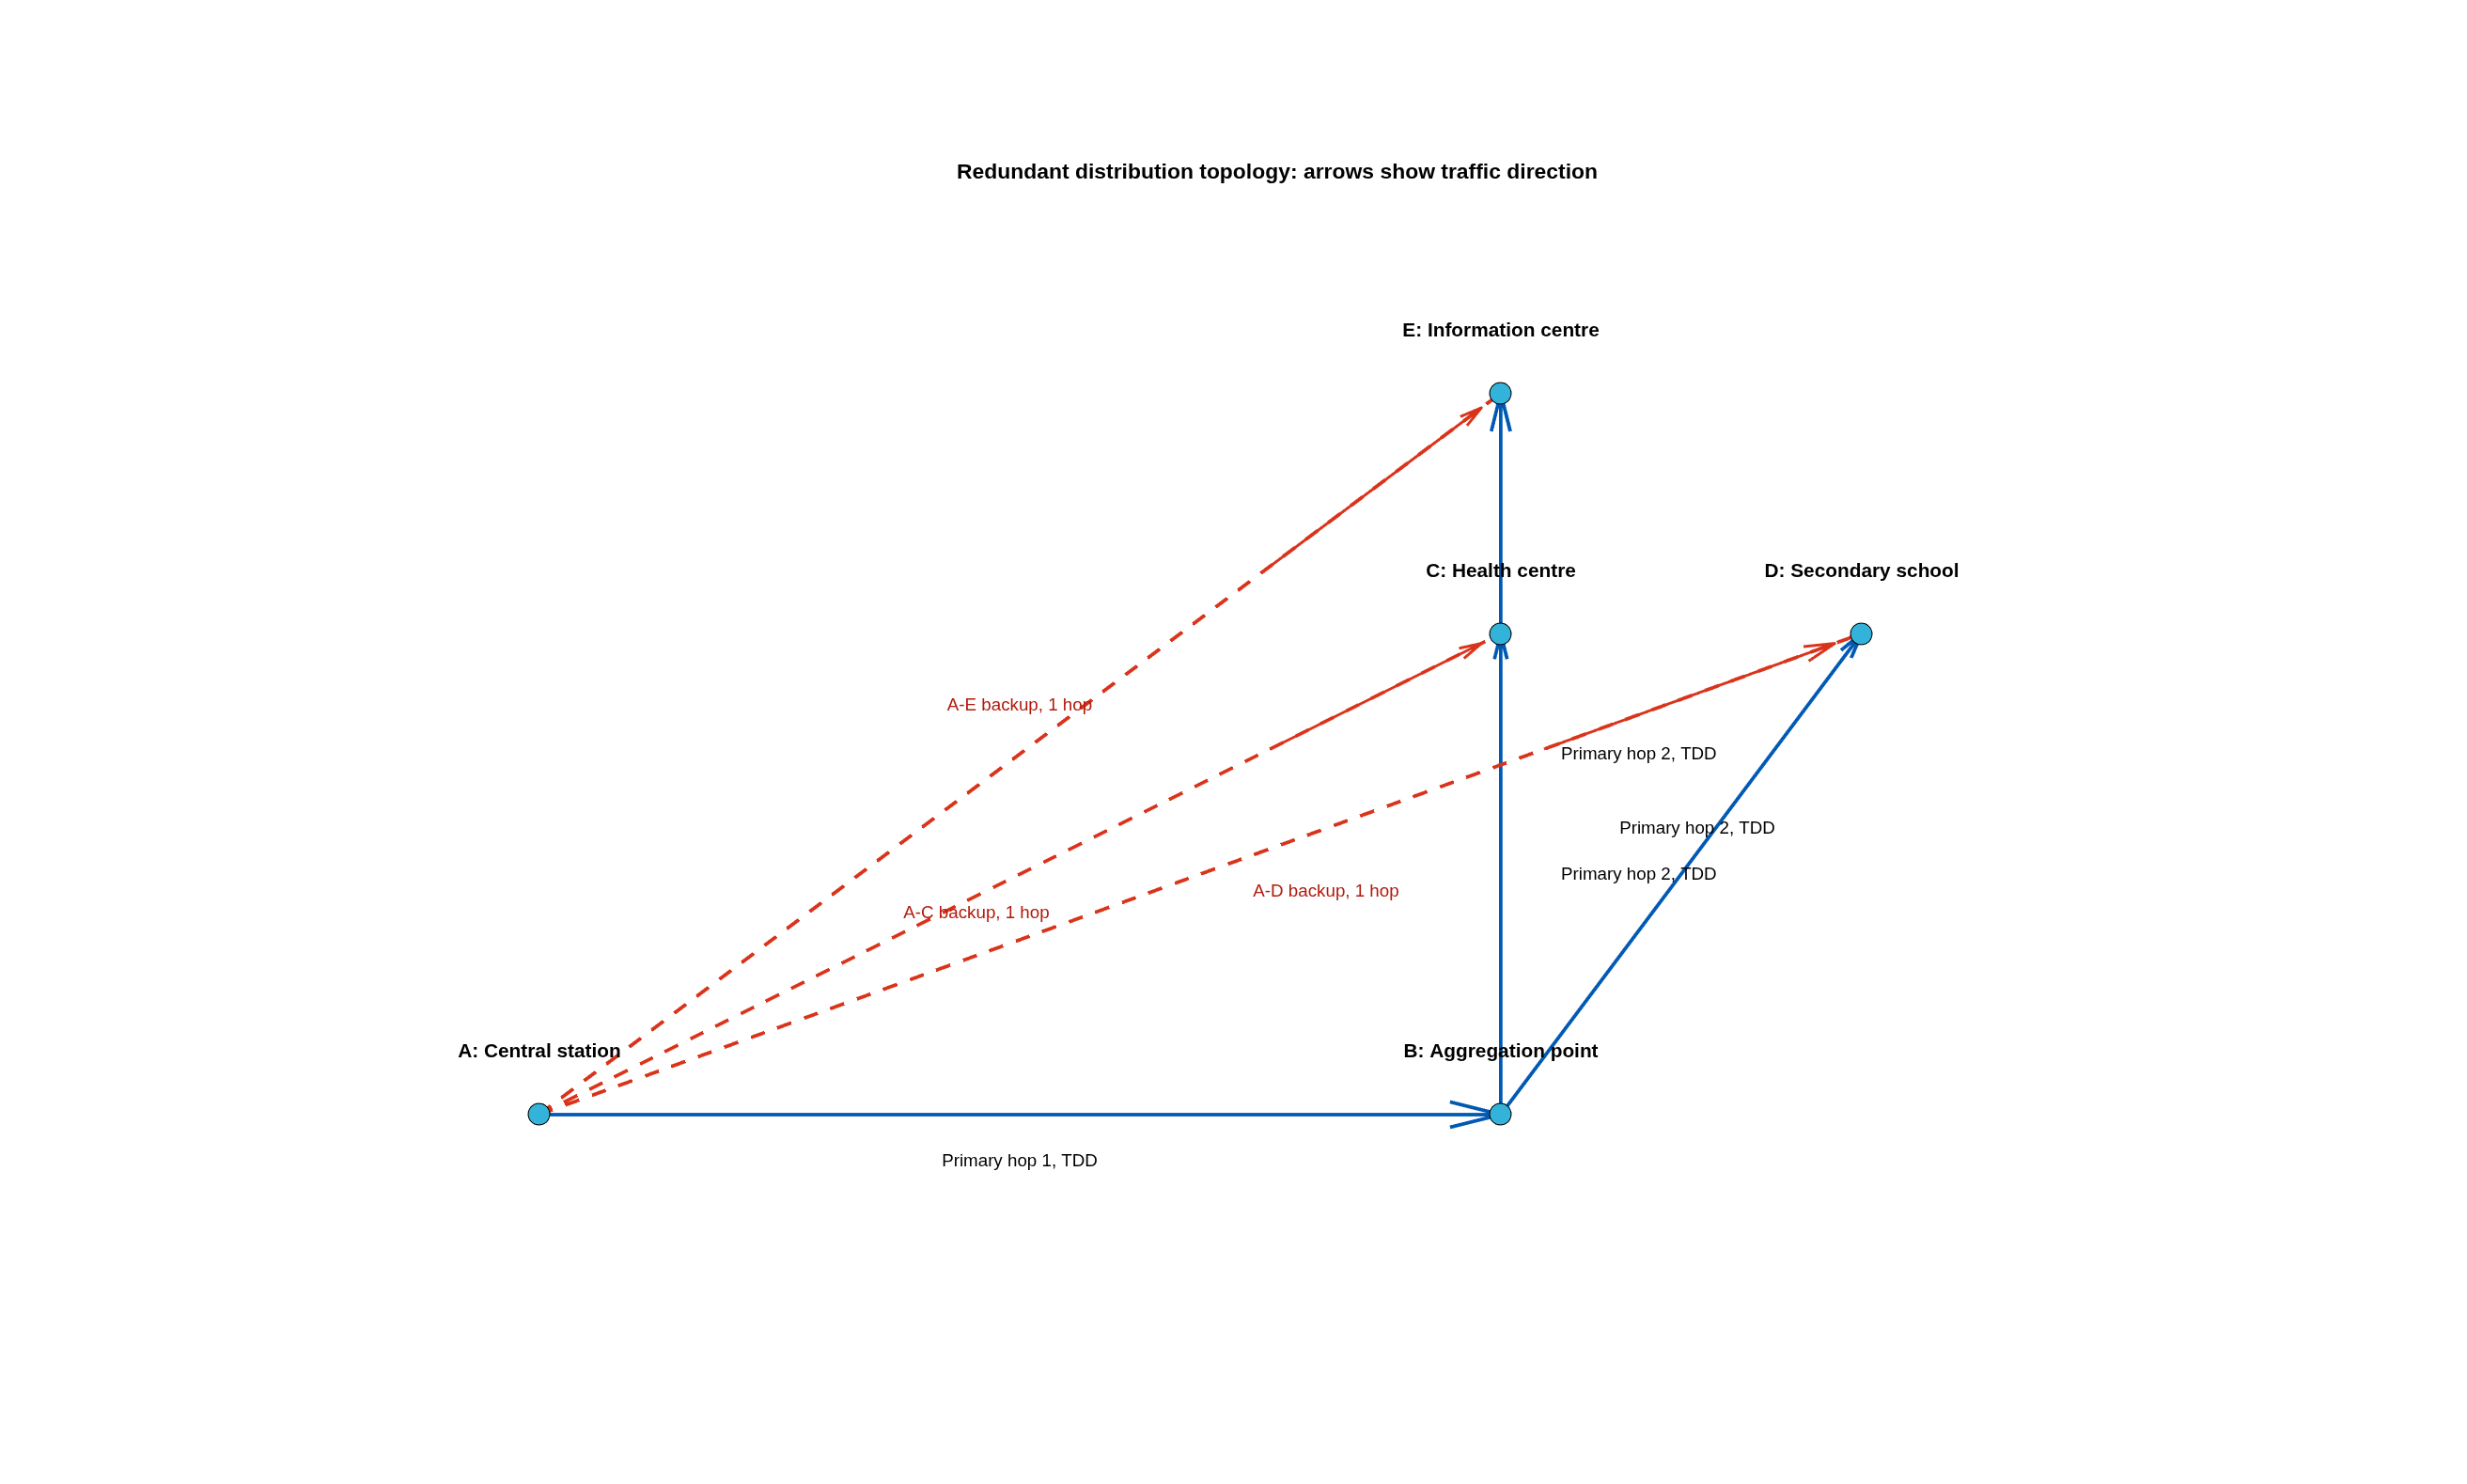 Redundant distribution topology: arrows show traffic direction
E: Information centre
C: Health centre
D: Secondary school
A-E backup, 1 hop
Primary hop 2, TDD
Primary hop 2, TDD
Primary hop 2, TDD
A-D backup, 1 hop
A-C backup, 1 hop
A: Central station
B: Aggregation point
Primary hop 1, TDD